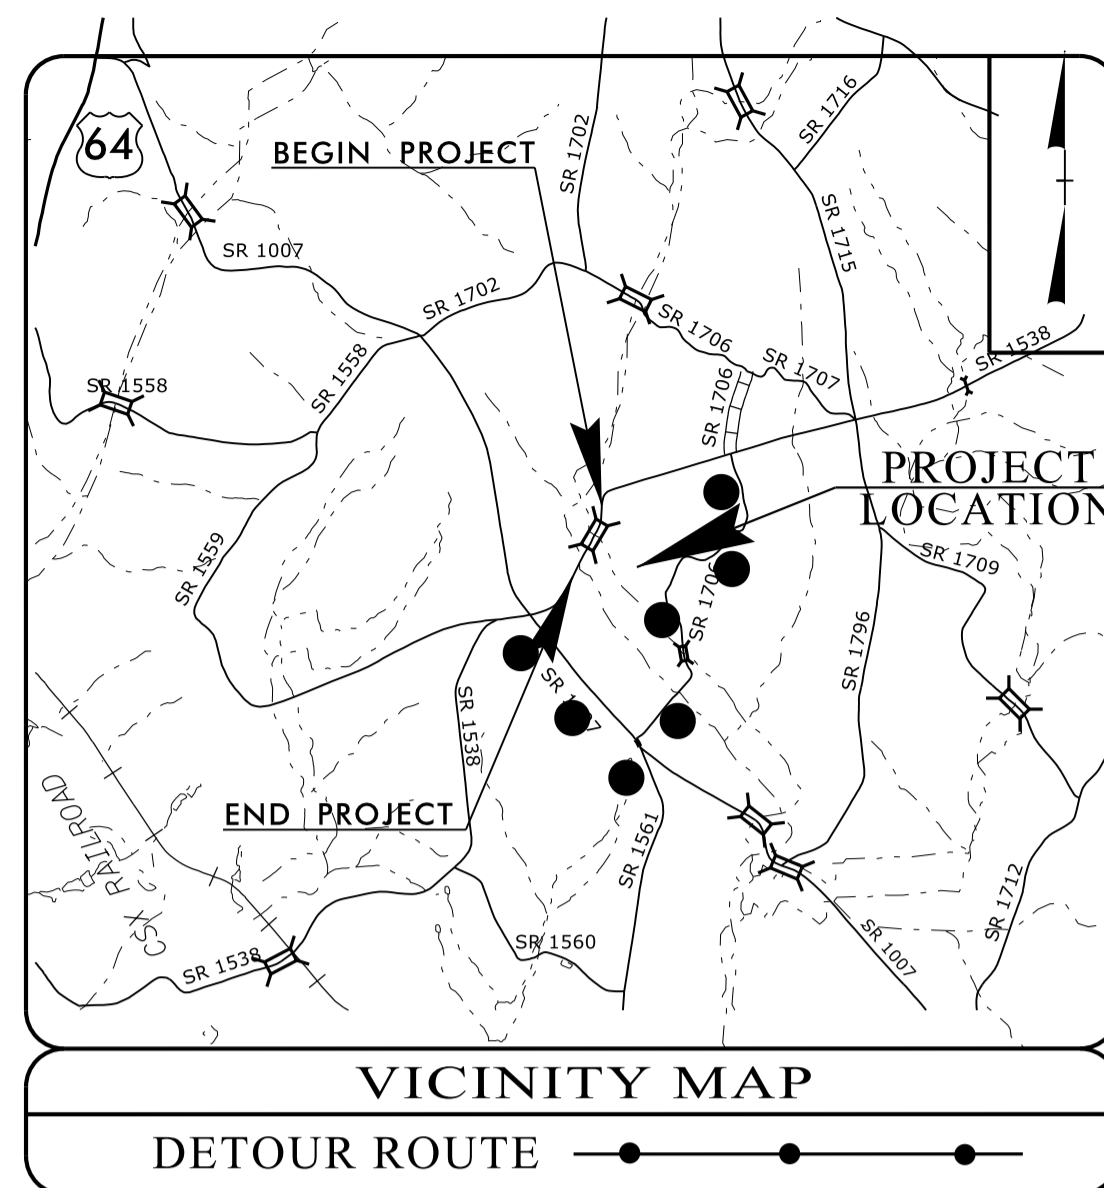 64
BEGIN PROJECT
SR 1702
SR 1716
SR 1715
SR 1007
SR 1702
SR 1706
SR 1707
SR 1538
SR 1558
SR 1558
SR 1706
PROJECT
LOCATION
SR 1709
SR 1559
SR 1706
SR 1796
SR 1538
END PROJECT
CSX RAILROAD
SR 1561
SR 1712
SR 1560
SR 1538
SR 1007
VICINITY MAP
DETOUR ROUTE